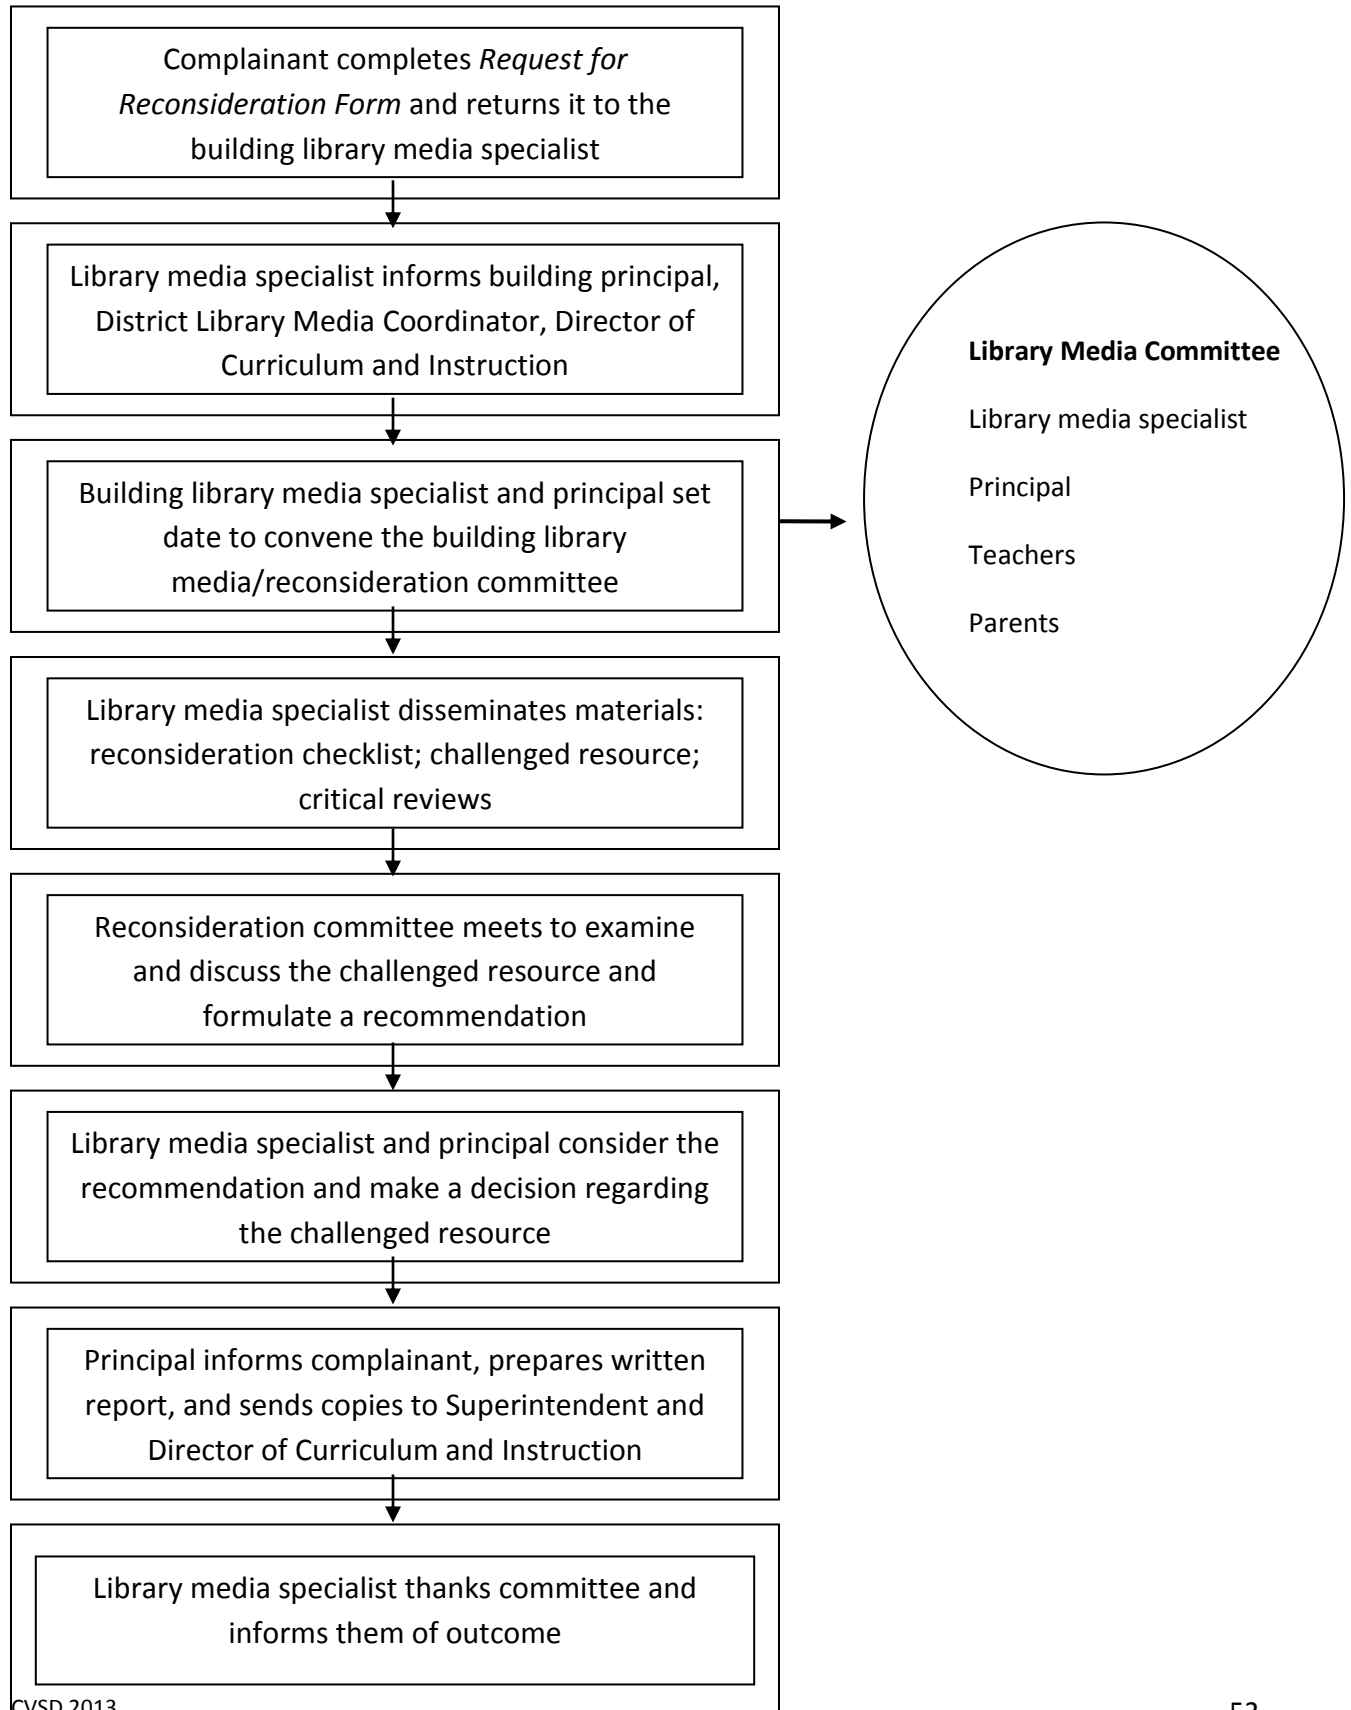 Complainant completes Request for
Reconsideration Form and returns it to the
building library media specialist
Library media specialist informs building principal,
District Library Media Coordinator, Director of
Curriculum and Instruction
Building library media specialist and principal set
date to convene the building library
media/reconsideration committee
Library Media Committee
Library media specialist
Principal
Teachers
Parents
Library media specialist disseminates materials:
reconsideration checklist; challenged resource;
critical reviews
Reconsideration committee meets to examine
and discuss the challenged resource and
formulate a recommendation
Library media specialist and principal consider the
recommendation and make a decision regarding
the challenged resource
Principal informs complainant, prepares written
report, and sends copies to Superintendent and
Director of Curriculum and Instruction
Library media specialist thanks committee and
informs them of outcome
CVSD 2013